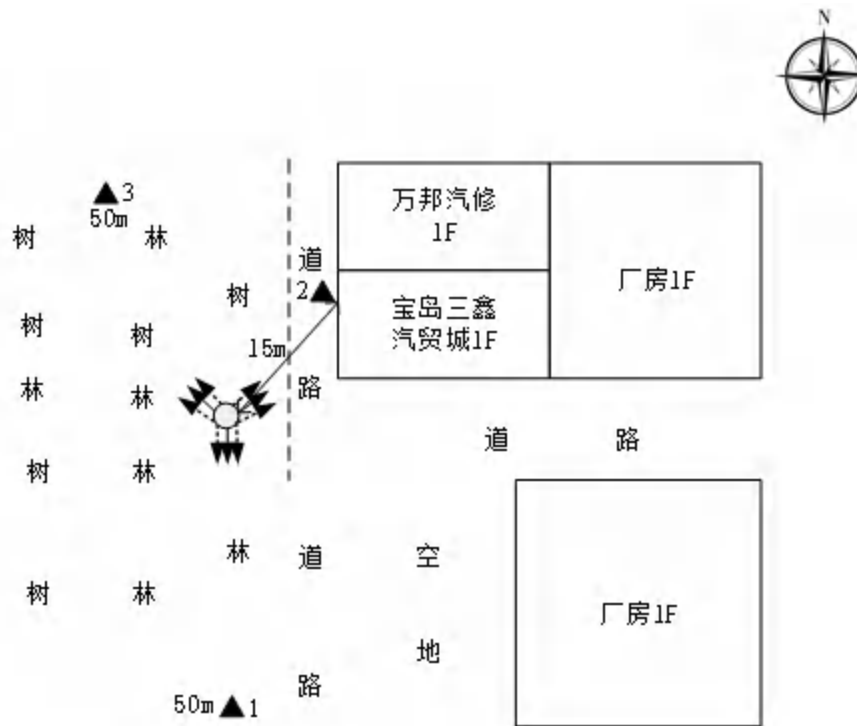 N
3
50m
树 林
万邦汽修
1F
道
树
2
厂房1F
宝岛三鑫
汽贸城1F
树 树
15m
路
林 林
道 路
树 林
林 道 空
树 林
厂房1F
地
路
50m 1